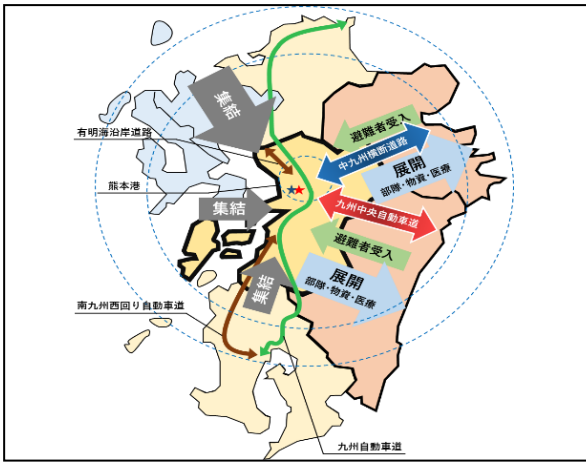 集結
有明海沿岸道路
避難者受入
中九州横断道路
展開
部隊・物資・医療
熊本港
集結
九州中央自動車道
避難者受入
展開
部隊・物資・医療
集結
南九州西回り自動車道
九州自動車道